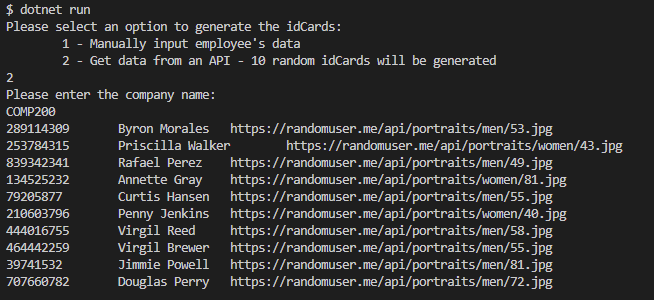 $ dotnet run
Please select an option to generate the idCards:
        1 - Manually input employee's data
        2 - Get data from an API - 10 random idCards will be generated
2
Please enter the company name:
COMP200
289114309       Byron Morales   https://randomuser.me/api/portraits/men/53.jpg
253784315       Priscilla Walker        https://randomuser.me/api/portraits/women/43.jpg
839342341       Rafael Perez    https://randomuser.me/api/portraits/men/49.jpg
134525232       Annette Gray    https://randomuser.me/api/portraits/women/81.jpg
79205877        Curtis Hansen   https://randomuser.me/api/portraits/men/55.jpg
210603796       Penny Jenkins   https://randomuser.me/api/portraits/women/40.jpg
444016755       Virgil Reed     https://randomuser.me/api/portraits/men/58.jpg
464442259       Virgil Brewer   https://randomuser.me/api/portraits/men/55.jpg
39741532        Jimmie Powell   https://randomuser.me/api/portraits/men/81.jpg
707660782       Douglas Perry   https://randomuser.me/api/portraits/men/72.jpg